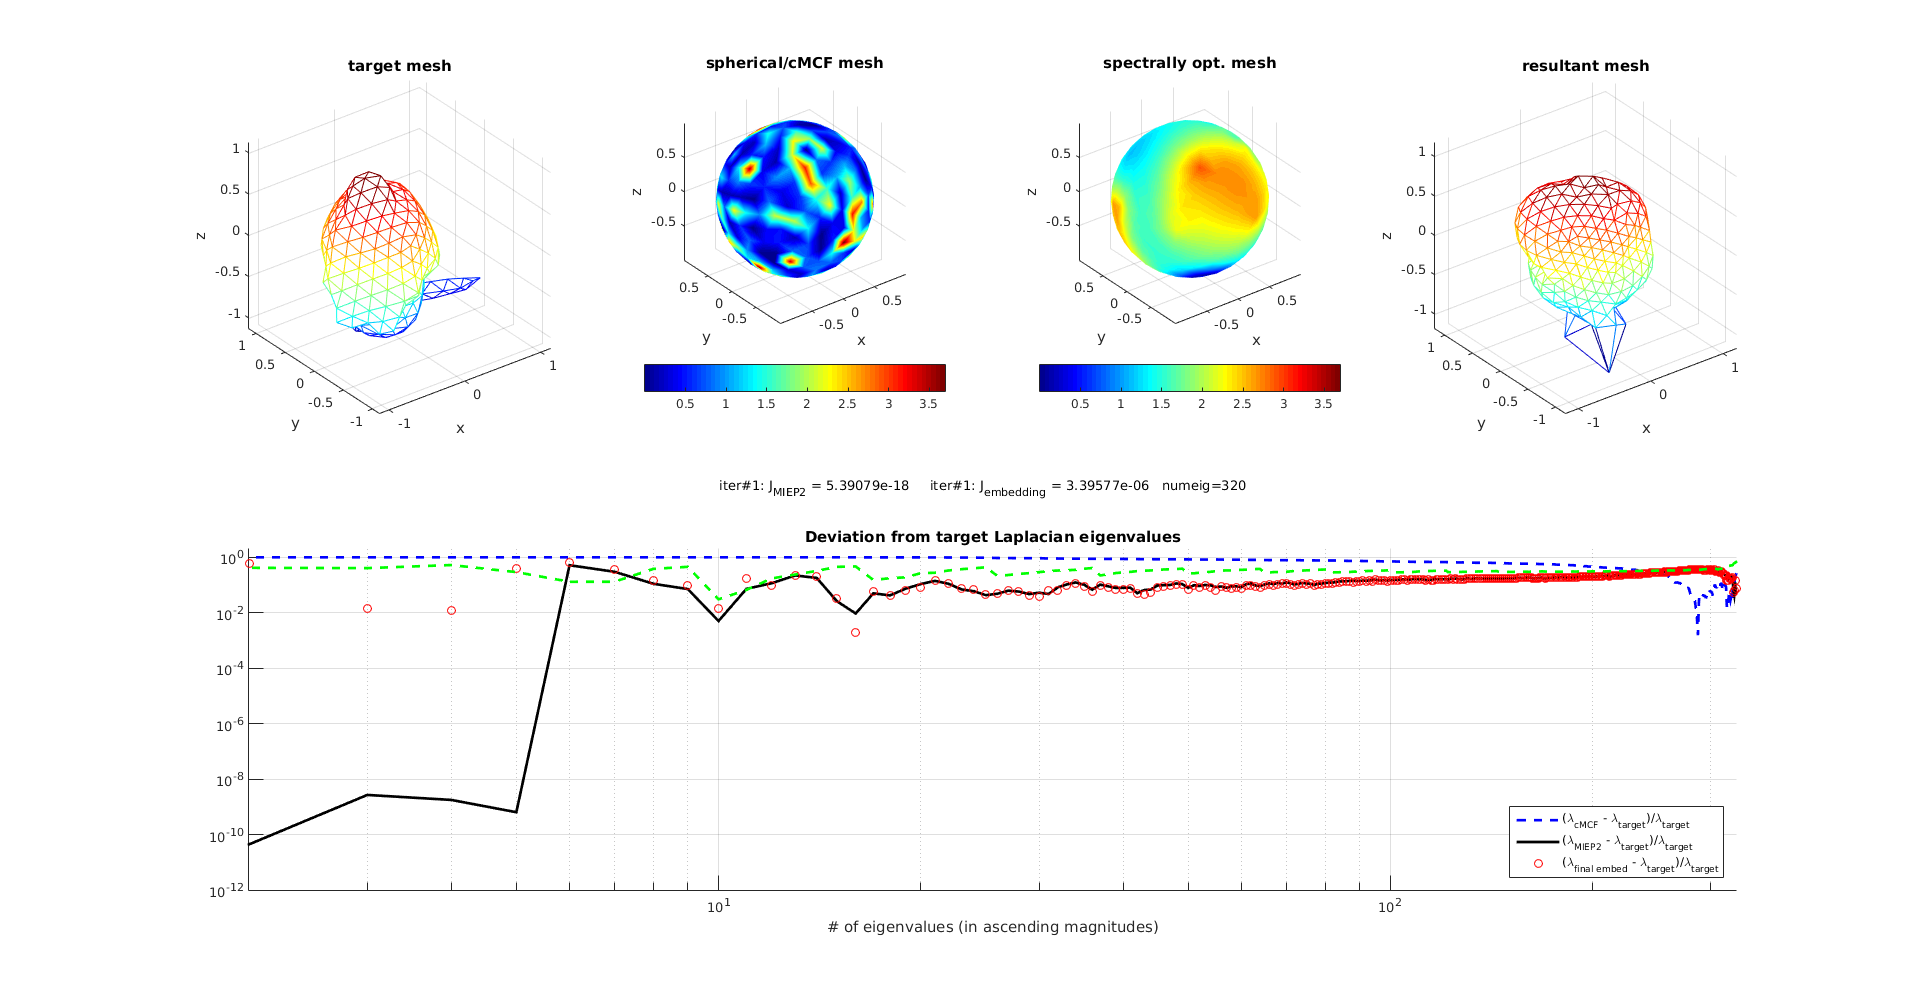 target mesh
spherical/cMCF mesh
spectrally opt. mesh
resultant mesh
1
0.5
0
-0.5
-1
z
1
0.5
0
-0.5
-1
y
-1
0
1
x
0.5
0
-0.5
z
0.5
0
-0.5
y
-0.5
0
0.5
x
0.5 1 1.5 2 2.5 3 3.5
0.5
0
-0.5
z
0.5
0
-0.5
y
-0.5
0
0.5
x
0.5 1 1.5 2 2.5 3 3.5
1
0.5
0
-0.5
-1
z
1
0.5
0
-0.5
-1
y
-1
0
1
x
iter#1: J_MIEP2 = 5.39079e-18 iter#1: J_embedding = 3.39577e-06 numeig=320
Deviation from target Laplacian eigenvalues
10^0
10^-2
10^-4
10^-6
10^-8
10^-10
10^-12
10^1
10^2
# of eigenvalues (in ascending magnitudes)
(λ_cMCF - λ_target)/λ_target
(λ_MIEP2 - λ_target)/λ_target
(λ_final embed - λ_target)/λ_target